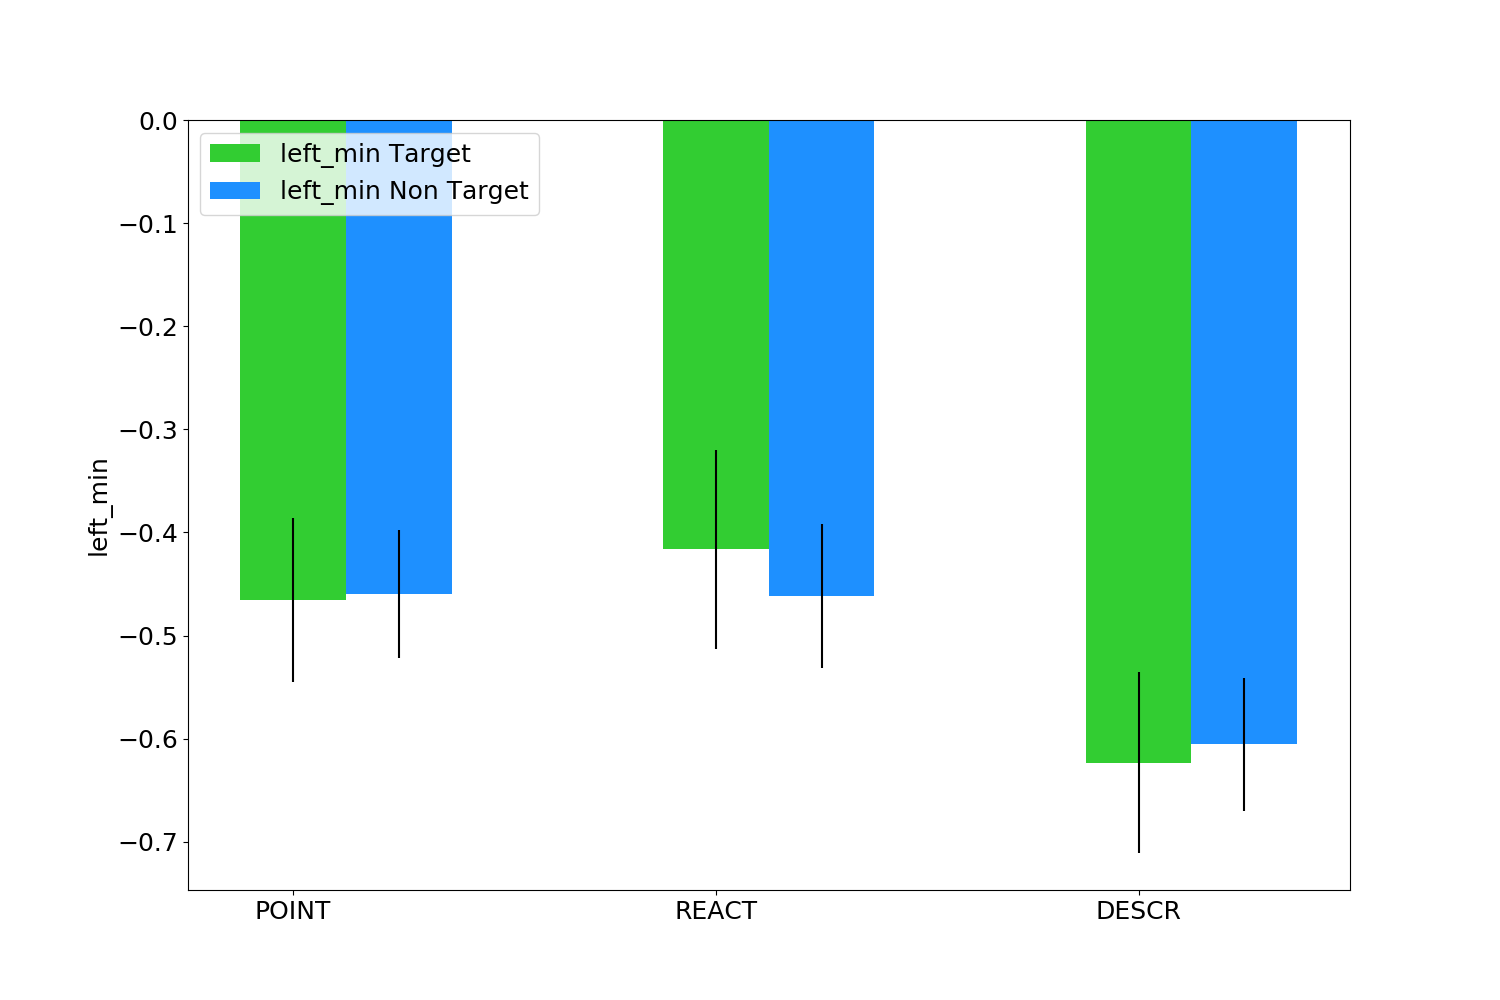 0.0
−0.1
−0.2
−0.3
−0.4
−0.5
−0.6
−0.7
left_min
left_min Target
left_min Non Target
POINT
REACT
DESCR